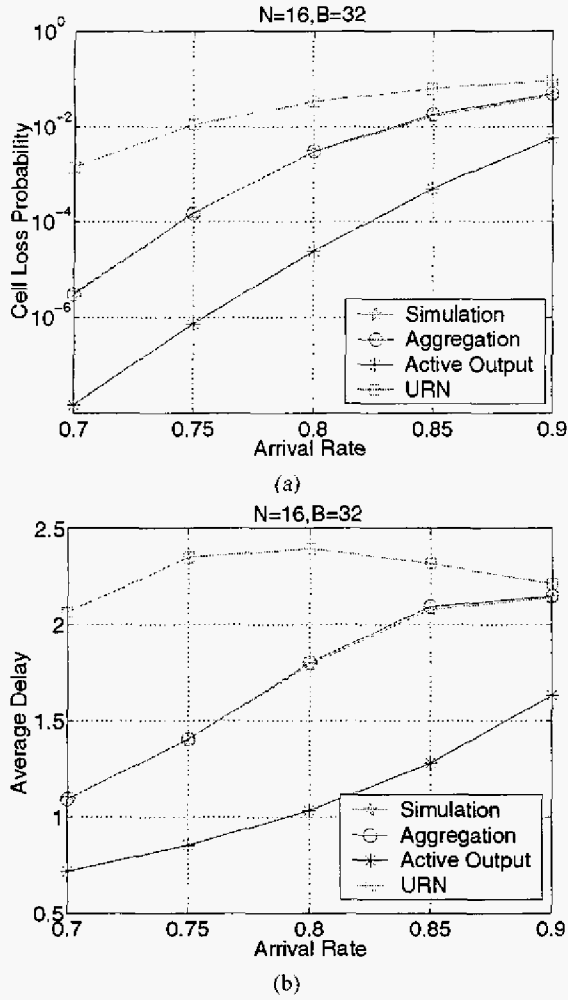 N=16,B=32
10^0
10^-2
10^-4
10^-6
Cell Loss Probability
Simulation
Aggregation
Active Output
URN
0.7 0.75 0.8 0.85 0.9
Arrival Rate
(a)
N=16,B=32
2.5
2
1.5
1
0.5
Average Delay
Simulation
Aggregation
Active Output
URN
0.7 0.75 0.8 0.85 0.9
Arrival Rate
(b)